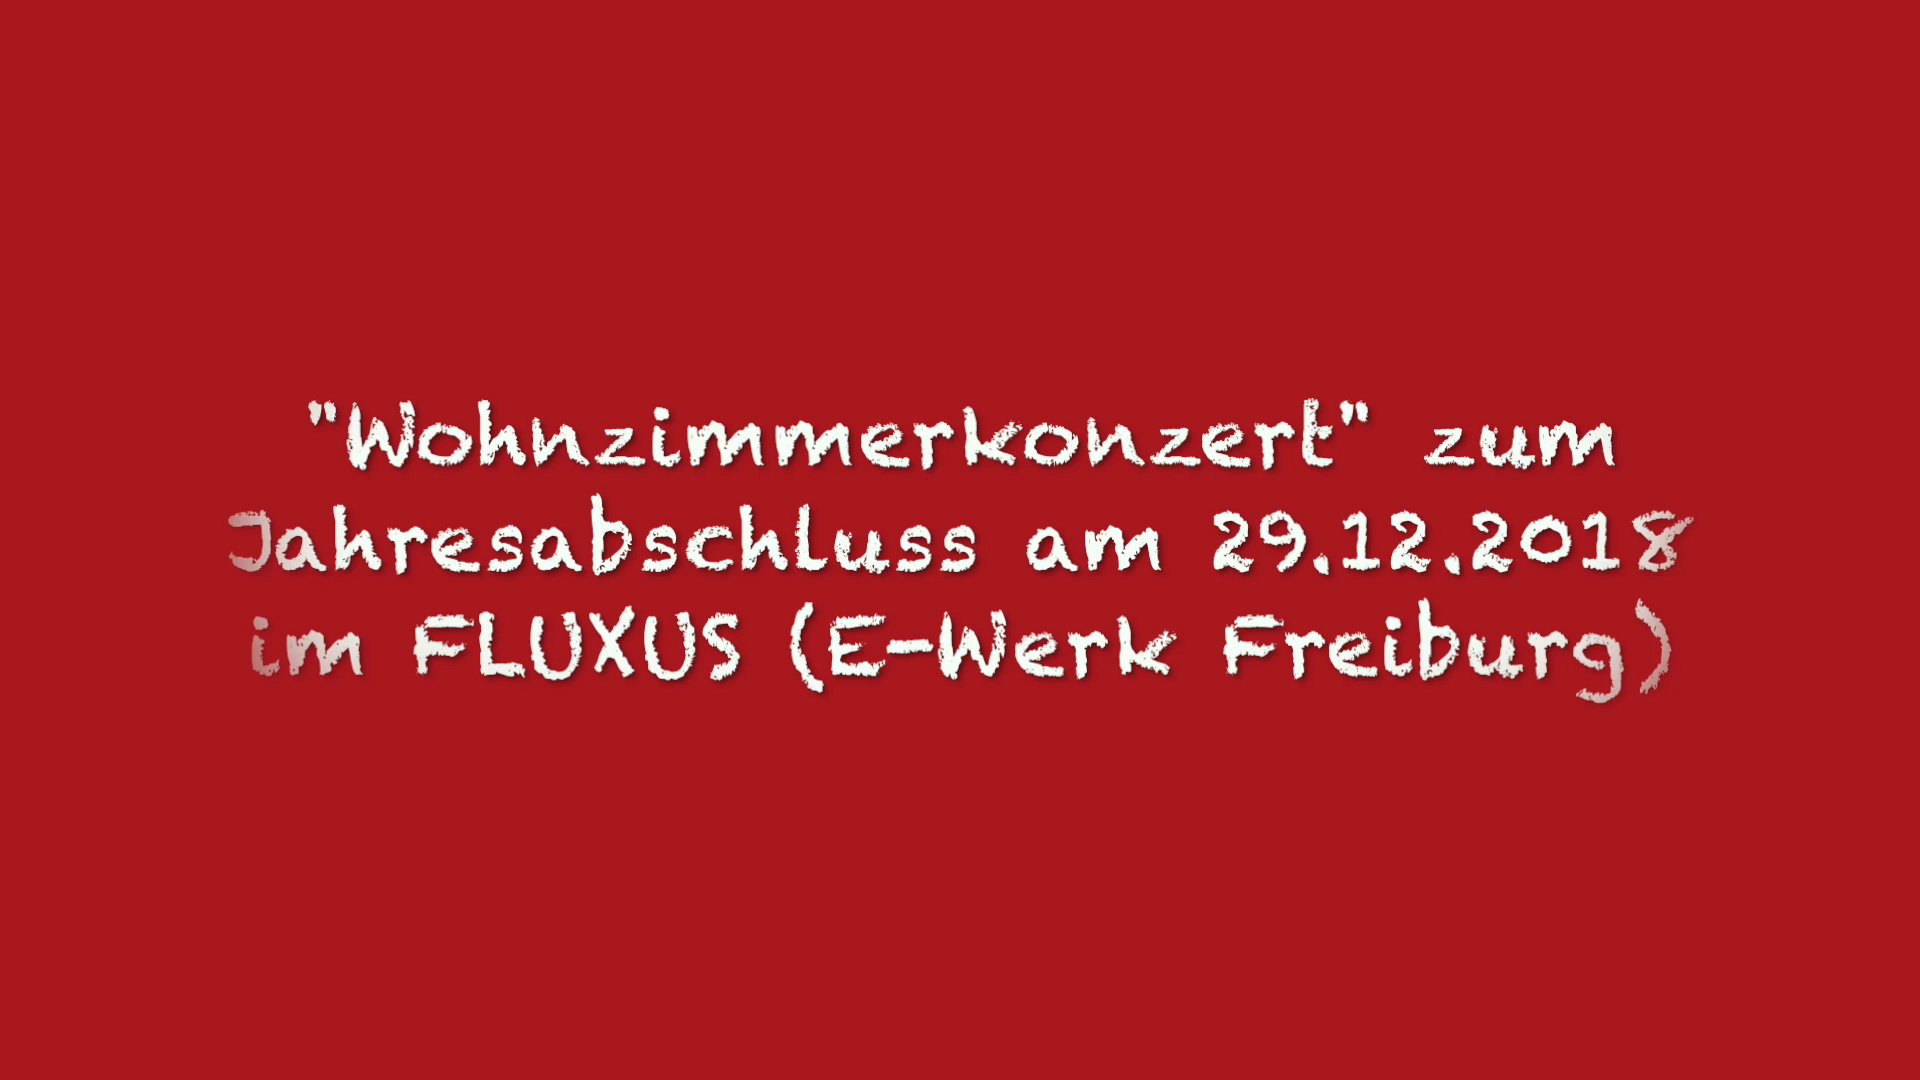 "Wohnzimmerkonzert" zum
Jahresabschluss am 29.12.2018
im FLUXUS (E-Werk Freiburg)